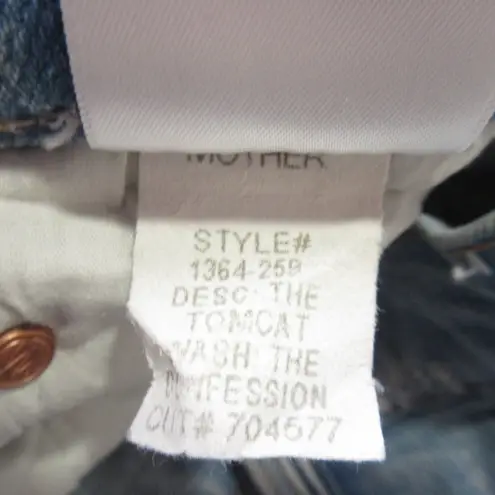 MOTHER
STYLE#
1364-259
DESC: THE
TOMCAT
WASH: THE
CONFESSION
CUT# 704577